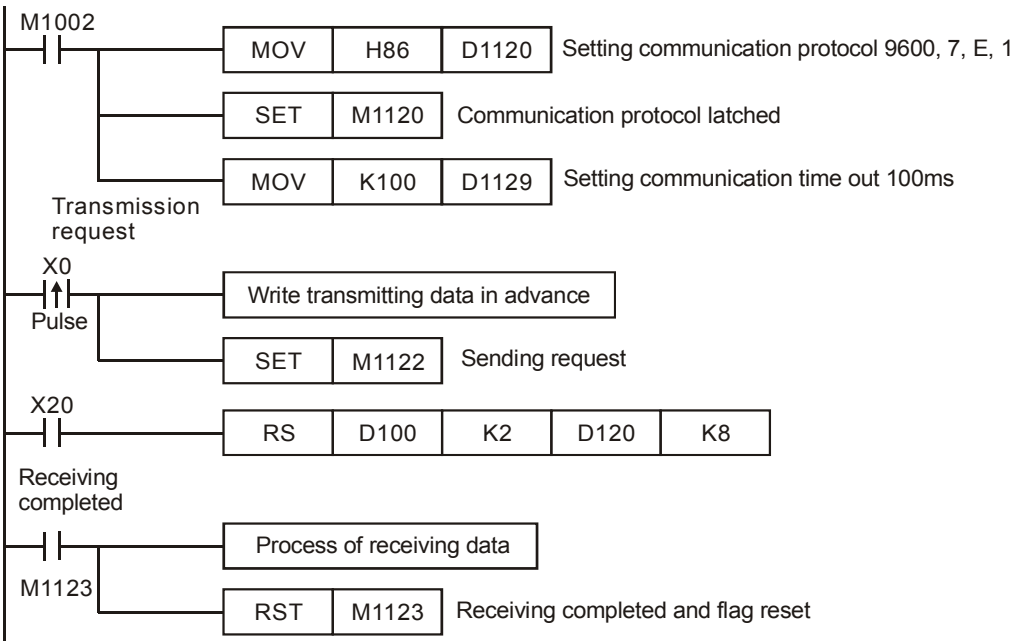 M1002
MOV H86 D1120 Setting communication protocol 9600, 7, E, 1
SET M1120 Communication protocol latched
MOV K100 D1129 Setting communication time out 100ms
Transmission
request
X0
Pulse
Write transmitting data in advance
SET M1122 Sending request
X20
RS D100 K2 D120 K8
Receiving
completed
M1123
Process of receiving data
RST M1123 Receiving completed and flag reset